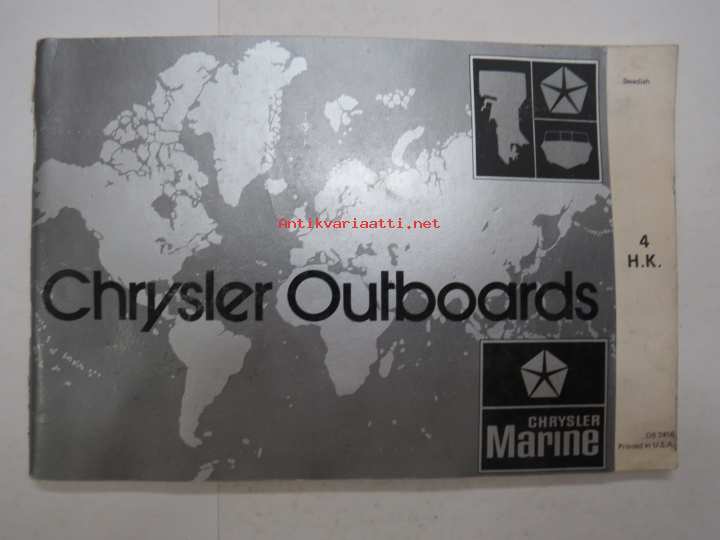 Swedish
Antikvariaatti.net
4
H.K.
Chrysler Outboards
CHRYSLER
Marine
Printed in U.S.A.